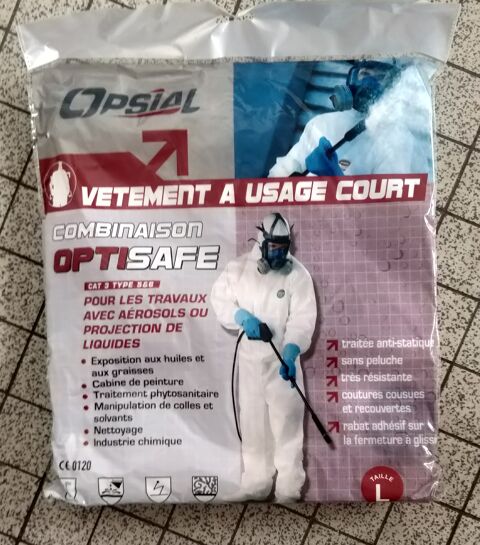 OPSIAL
VETEMENT A USAGE COURT
COMBINAISON
OPTISAFE
CAT 3 TYPE 5&6
POUR LES TRAVAUX
AVEC AÉROSOLS OU
PROJECTION DE
LIQUIDES
• Exposition aux huiles et
aux graisses
• Cabine de peinture
• Traitement phytosanitaire
• Manipulation de colles et
solvants
• Nettoyage
• Industrie chimique
CE 0120
traitée anti-statique
sans peluche
très résistante
coutures cousues
et recouvertes
rabat adhésif sur
la fermeture à gliss
TAILLE
L